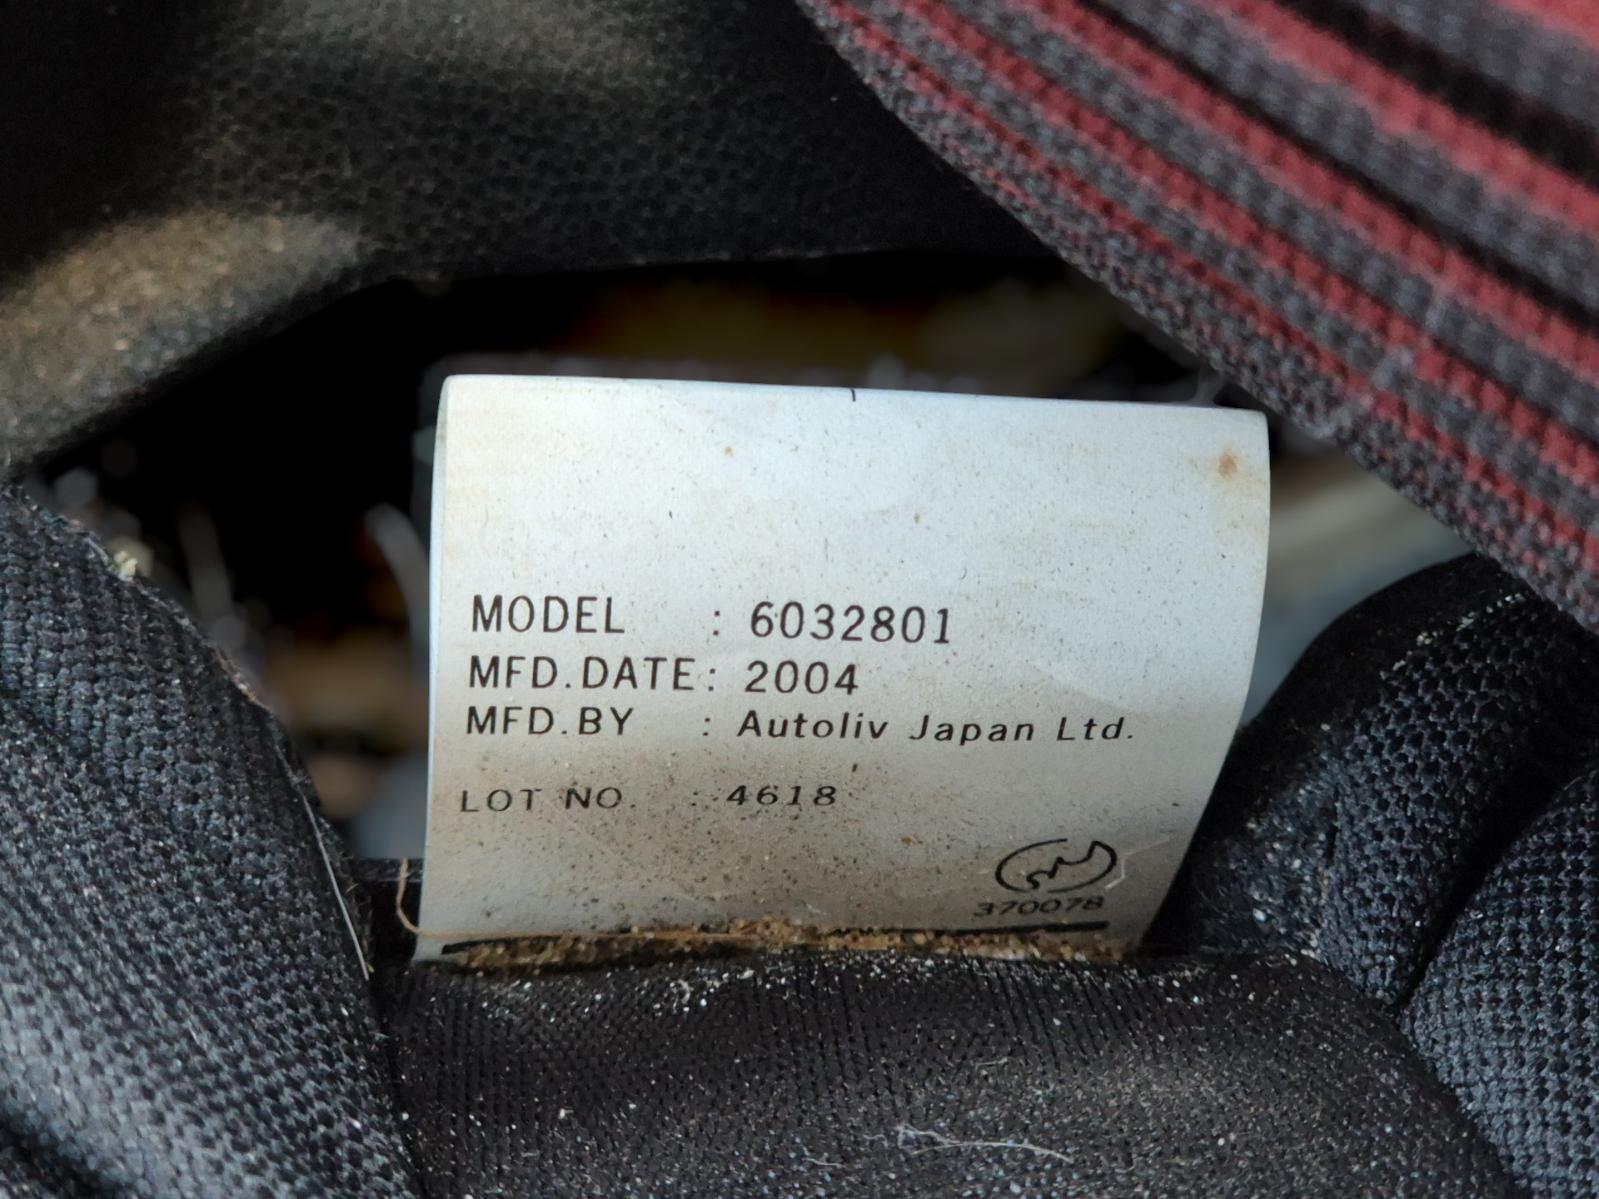 MODEL : 6032801
MFD.DATE: 2004
MFD.BY : Autoliv Japan Ltd.
LOT NO. : 4618
370078